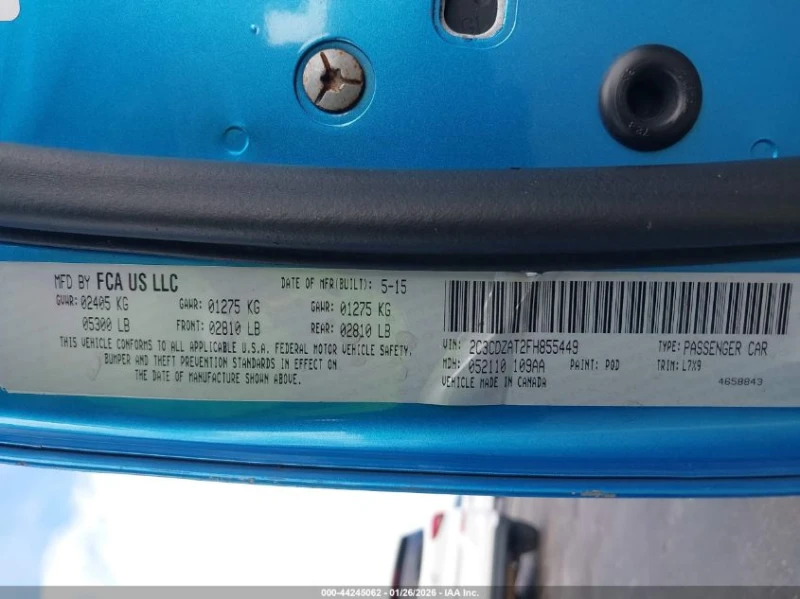 MFD BY FCA US LLC
DATE OF MFR(BUILT): 5-15
GVWR: 02405 KG GAWR: 01275 KG GAWR: 01275 KG
05300 LB FRONT: 02810 LB REAR: 02810 LB
THIS VEHICLE CONFORMS TO ALL APPLICABLE U.S.A. FEDERAL MOTOR VEHICLE SAFETY,
BUMPER AND THEFT PREVENTION STANDARDS IN EFFECT ON
THE DATE OF MANUFACTURE SHOWN ABOVE.
VIN: 2C3CDZAT2FH855449 TYPE: PASSENGER CAR
MDH: 052110 109AA PAINT: PQD TRIM: L7X9
VEHICLE MADE IN CANADA 4658843
000-44245062 - 01/26/2026 - IAA Inc.